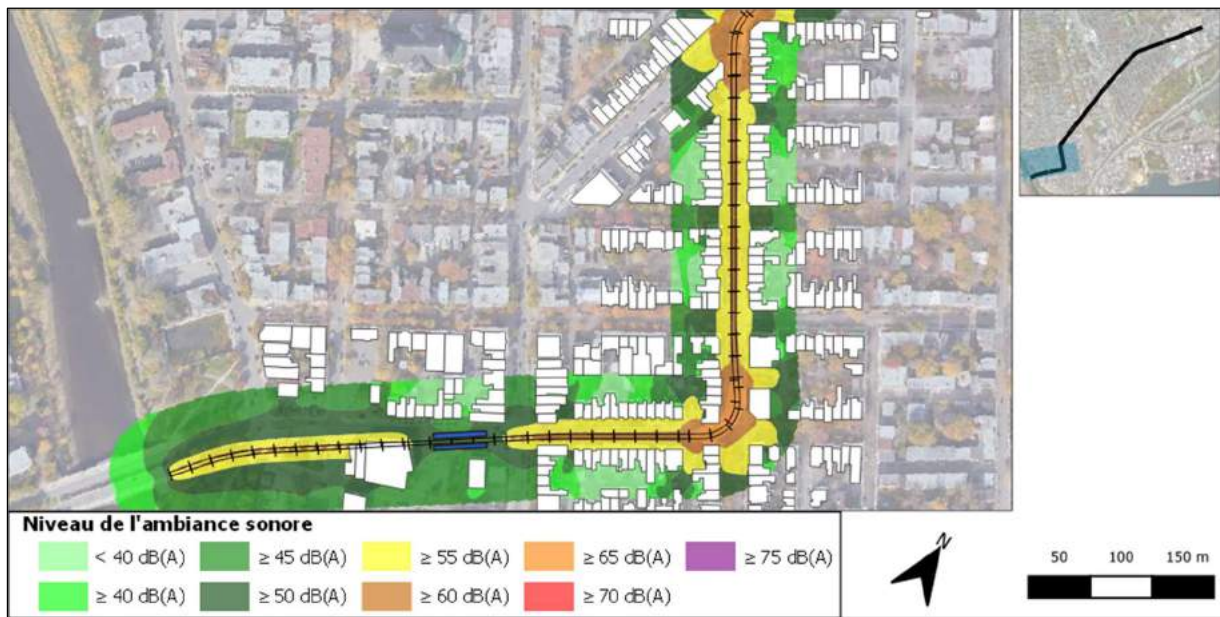 Niveau de l'ambiance sonore
< 40 dB(A) ≥ 45 dB(A) ≥ 55 dB(A) ≥ 65 dB(A) ≥ 75 dB(A)
≥ 40 dB(A) ≥ 50 dB(A) ≥ 60 dB(A) ≥ 70 dB(A)
N
50 100 150 m